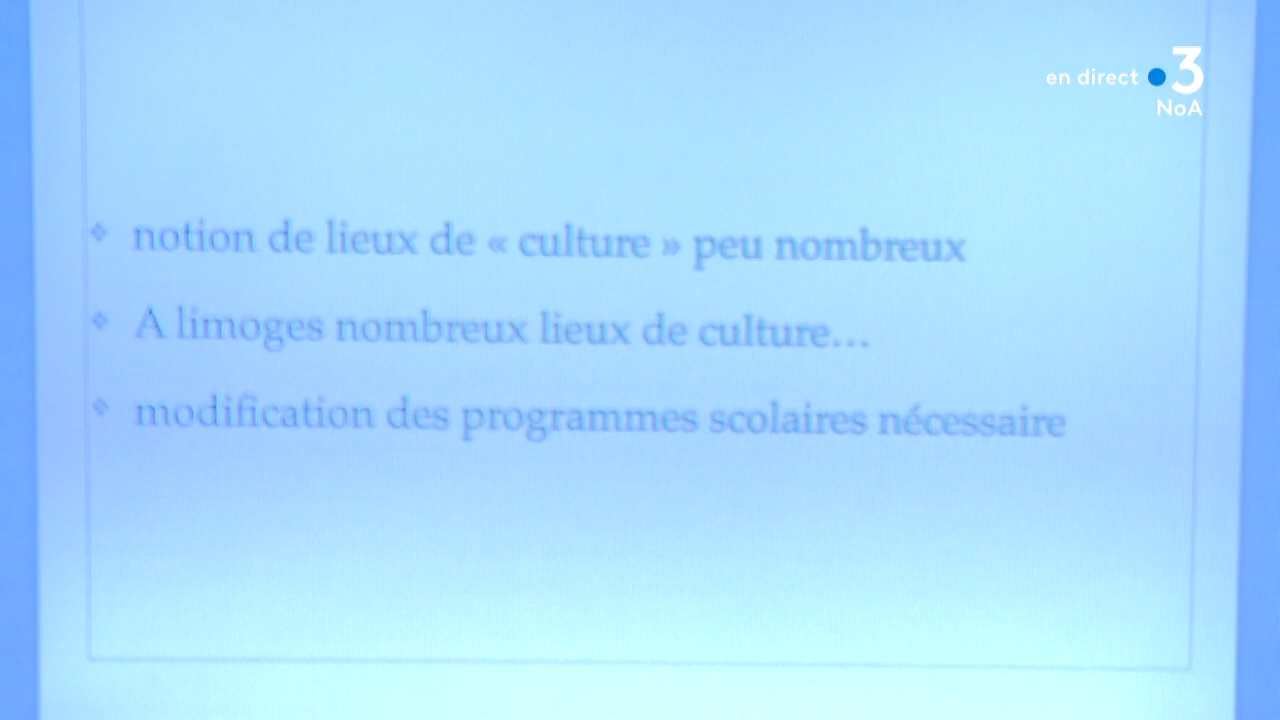 en direct 3
NoA
notion de lieux de « culture » peu nombreux
A limoges nombreux lieux de culture…
modification des programmes scolaires nécessaire